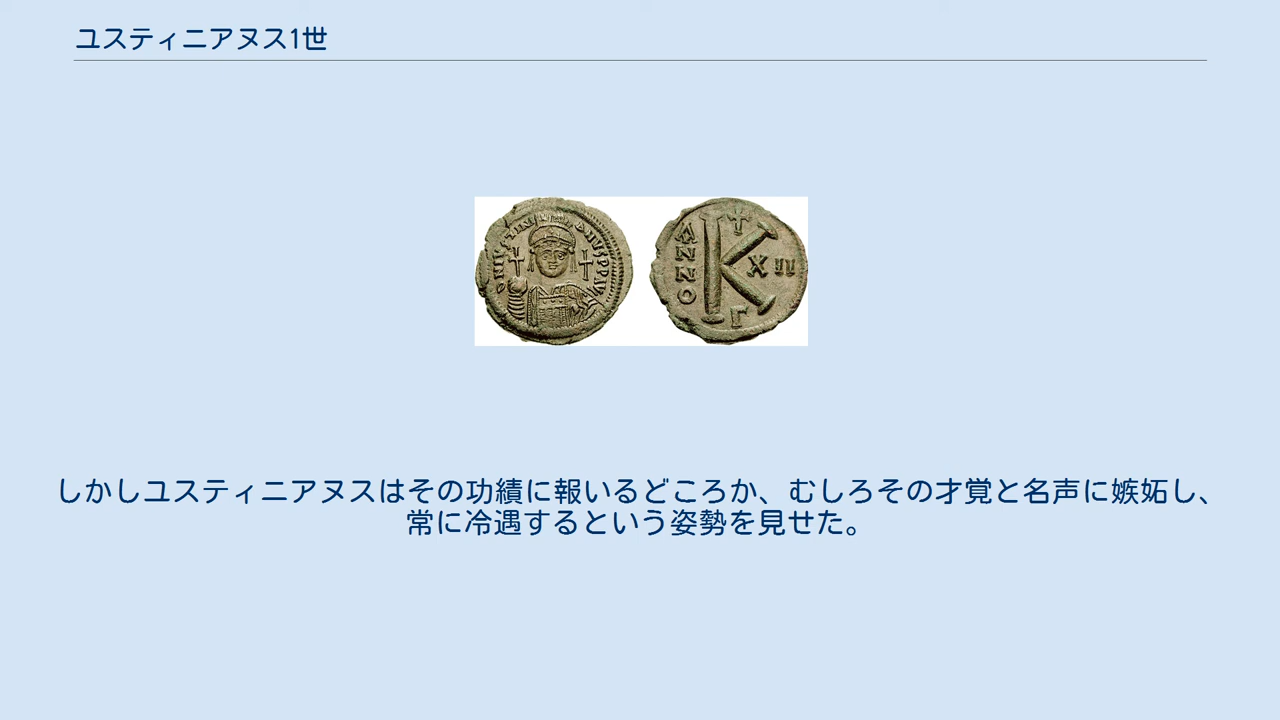 ユスティニアヌス1世
DNIVSTINIANVSPPAV
ANNO
K
XII
Γ
しかしユスティニアヌスはその功績に報いるどころか、むしろその才覚と名声に嫉妬し、
常に冷遇するという姿勢を見せた。